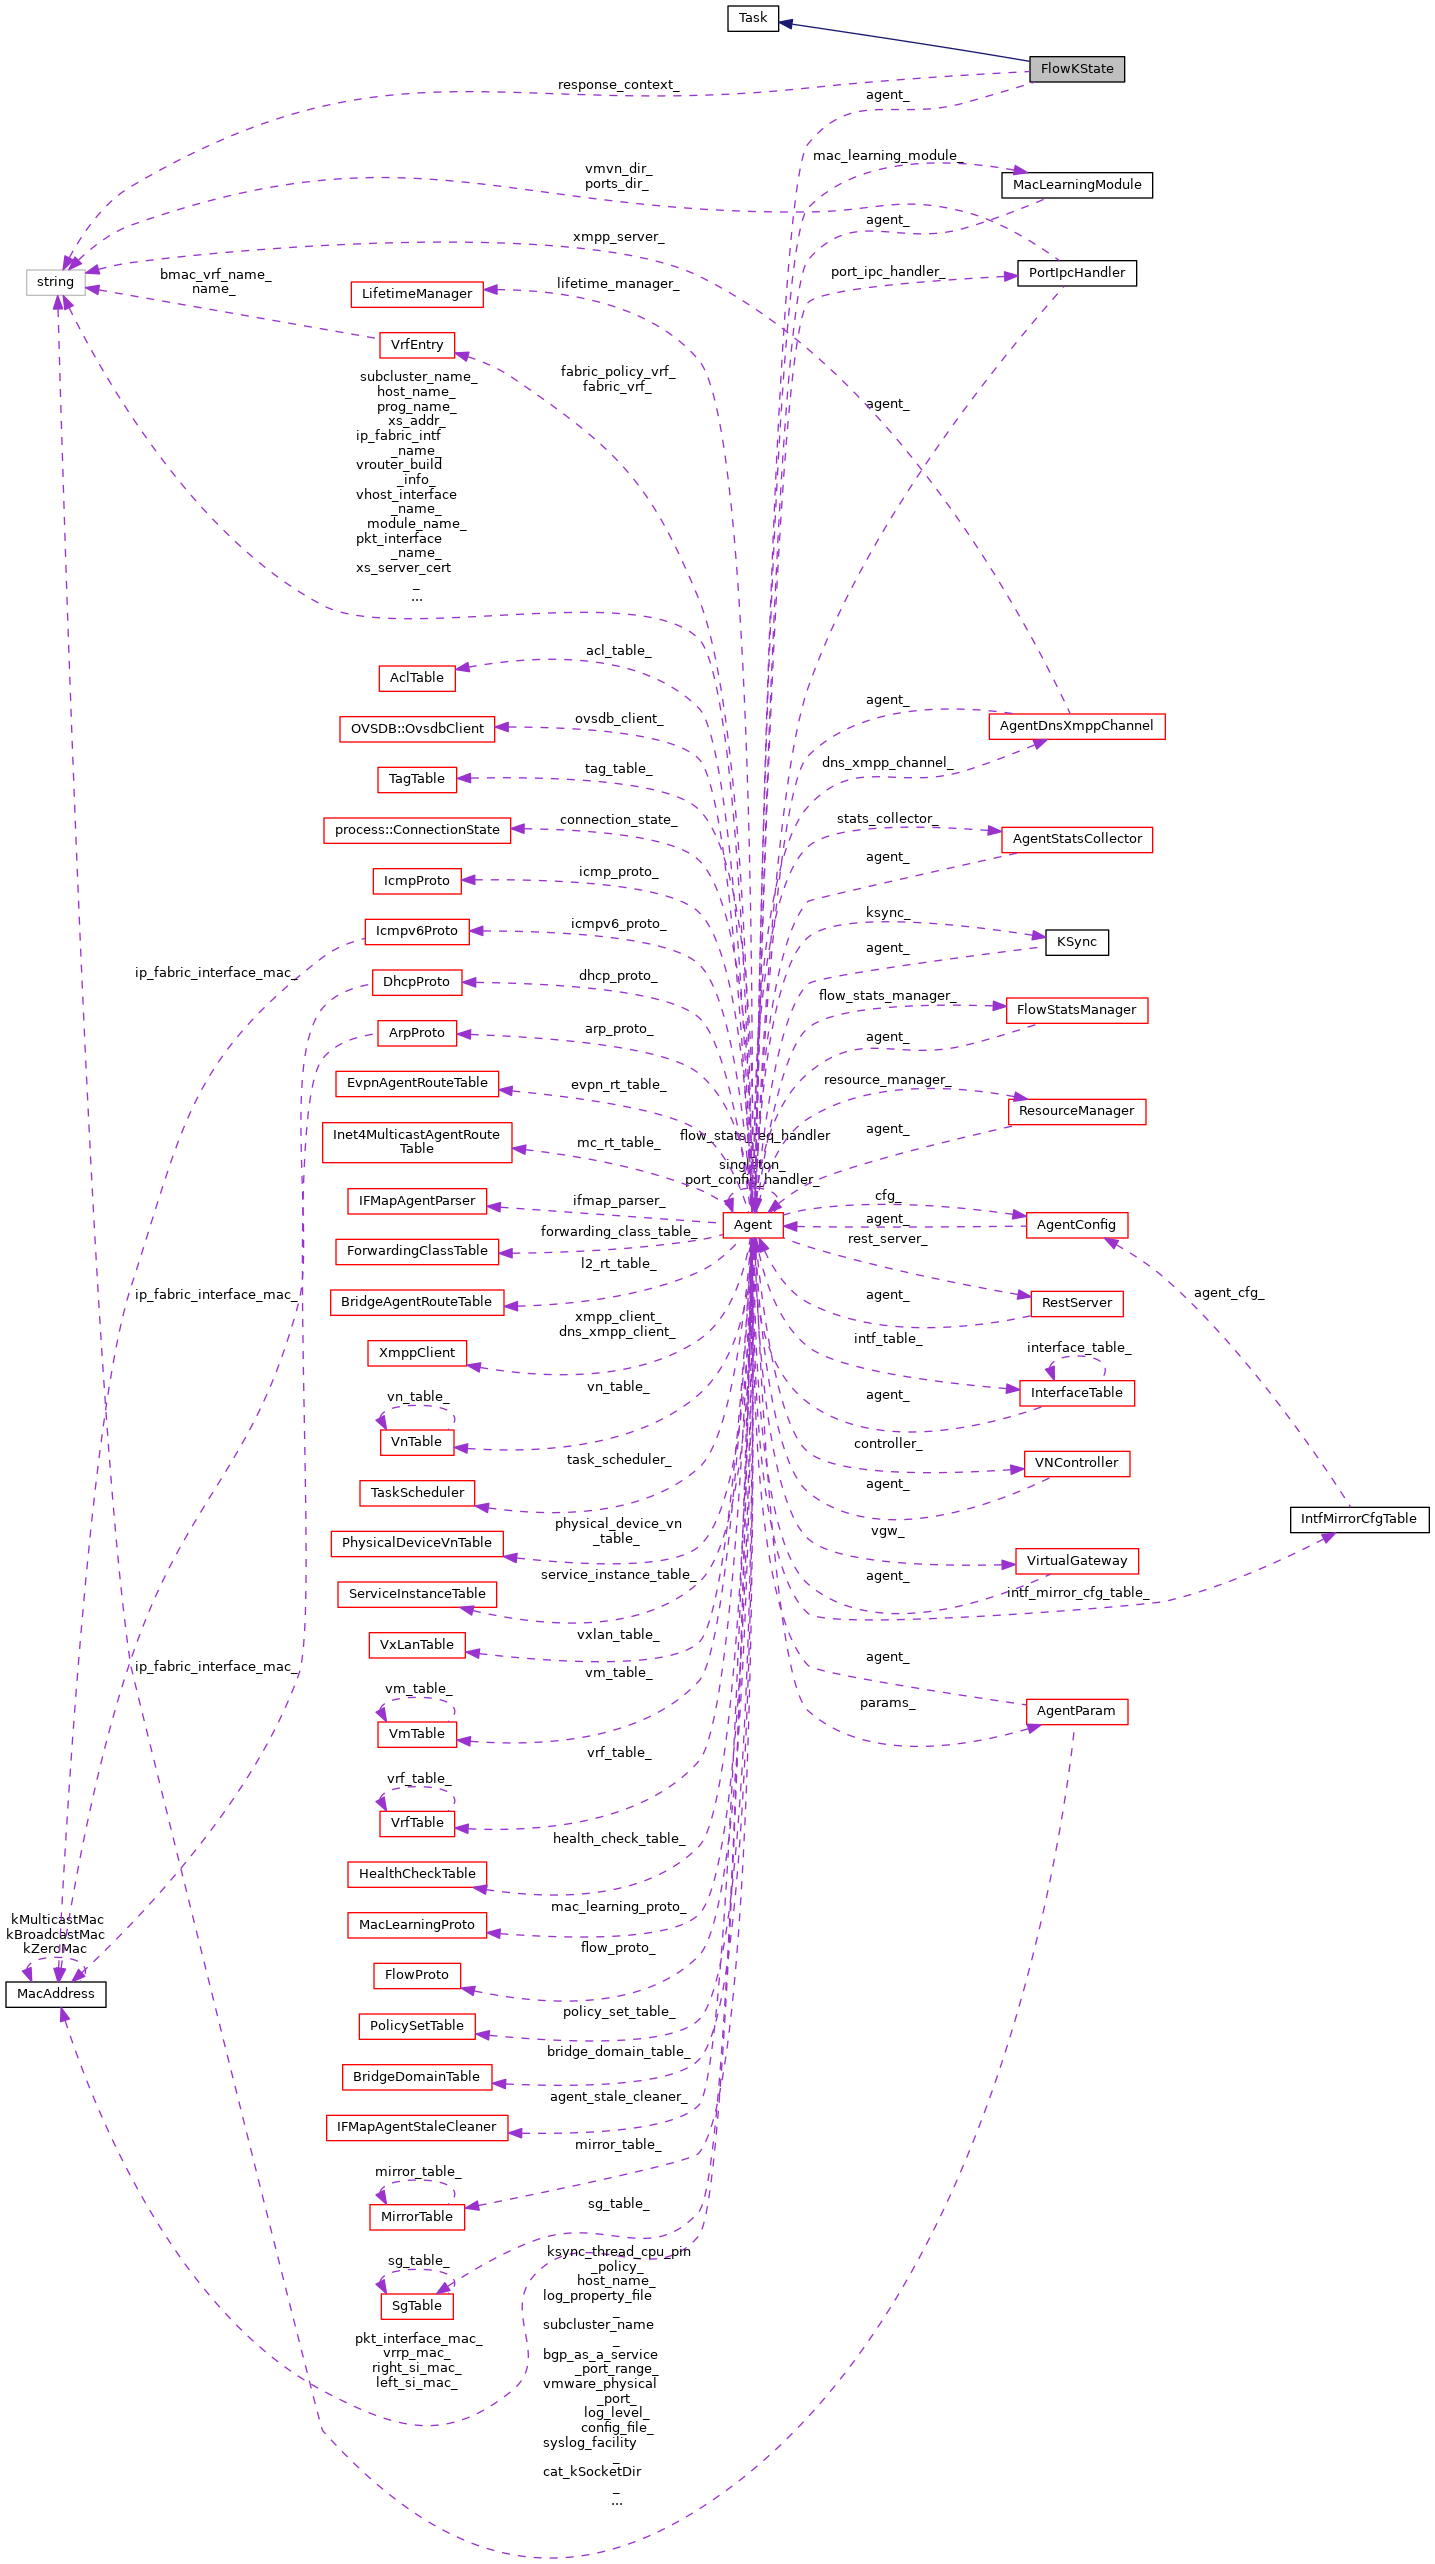 Task
FlowKState
response_context_
agent_
mac_learning_module_
MacLearningModule
vmvn_dir_
ports_dir_
agent_
xmpp_server_
PortIpcHandler
port_ipc_handler_
string
bmac_vrf_name_
name_
LifetimeManager
lifetime_manager_
VrfEntry
fabric_policy_vrf_
fabric_vrf_
subcluster_name_
host_name_
prog_name_
xs_addr_
ip_fabric_intf
_name_
vrouter_build
_info_
vhost_interface
_name_
module_name_
pkt_interface
_name_
xs_server_cert
_
...
agent_
acl_table_
AclTable
agent_
AgentDnsXmppChannel
ovsdb_client_
OVSDB::OvsdbClient
dns_xmpp_channel_
tag_table_
TagTable
stats_collector_
connection_state_
process::ConnectionState
AgentStatsCollector
agent_
icmp_proto_
IcmpProto
ksync_
icmpv6_proto_
Icmpv6Proto
KSync
agent_
ip_fabric_interface_mac_
dhcp_proto_
DhcpProto
flow_stats_manager_
FlowStatsManager
arp_proto_
ArpProto
agent_
EvpnAgentRouteTable
evpn_rt_table_
resource_manager_
ResourceManager
agent_
Inet4MulticastAgentRoute
Table
mc_rt_table_
flow_stats_req_handler
_
singleton_
port_config_handler_
IFMapAgentParser
ifmap_parser_
cfg_
Agent
agent_
AgentConfig
forwarding_class_table_
rest_server_
ForwardingClassTable
l2_rt_table_
ip_fabric_interface_mac_
BridgeAgentRouteTable
agent_
RestServer
agent_cfg_
xmpp_client_
dns_xmpp_client_
intf_table_
interface_table_
XmppClient
vn_table_
vn_table_
agent_
InterfaceTable
VnTable
controller_
task_scheduler_
VNController
TaskScheduler
agent_
physical_device_vn
_table_
IntfMirrorCfgTable
PhysicalDeviceVnTable
vgw_
VirtualGateway
service_instance_table_
agent_
ServiceInstanceTable
intf_mirror_cfg_table_
vxlan_table_
VxLanTable
agent_
ip_fabric_interface_mac_
vm_table_
vm_table_
params_
AgentParam
VmTable
vrf_table_
vrf_table_
VrfTable
health_check_table_
HealthCheckTable
mac_learning_proto_
MacLearningProto
kMulticastMac
kBroadcastMac
kZeroMac
flow_proto_
FlowProto
MacAddress
policy_set_table_
PolicySetTable
bridge_domain_table_
BridgeDomainTable
agent_stale_cleaner_
IFMapAgentStaleCleaner
mirror_table_
mirror_table_
MirrorTable
sg_table_
sg_table_
SgTable
pkt_interface_mac_
vrrp_mac_
right_si_mac_
left_si_mac_
ksync_thread_cpu_pin
_policy_
host_name_
log_property_file
_
subcluster_name
_
bgp_as_a_service
_port_range_
vmware_physical
_port_
log_level_
config_file_
syslog_facility
_
cat_kSocketDir
_
...